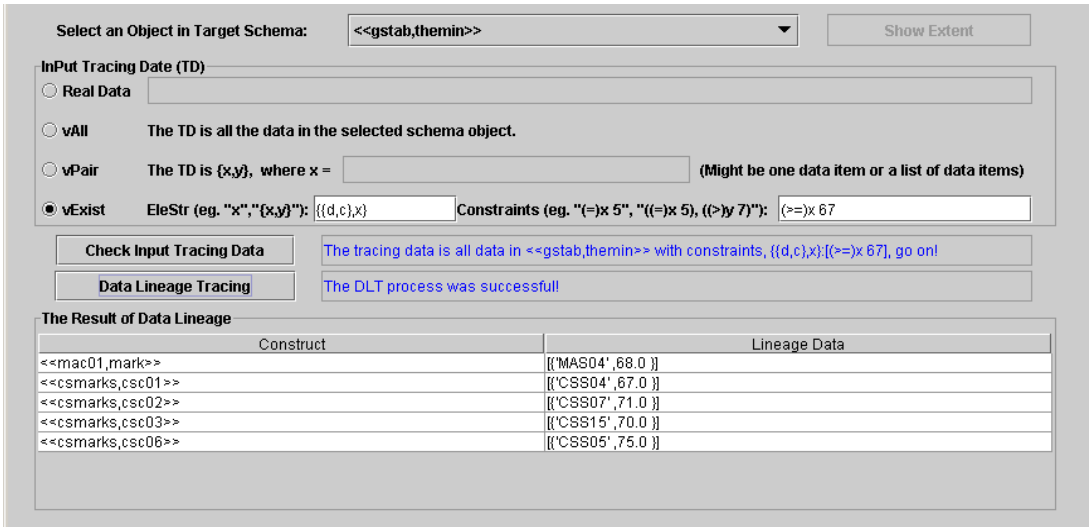 Select an Object in Target Schema: <<gstab,themin>> Show Extent
InPut Tracing Date (TD)
Real Data
vAll The TD is all the data in the selected schema object.
vPair The TD is {x,y}, where x = (Might be one data item or a list of data items)
vExist EleStr (eg. "x","{x,y}"): {{d,c},x} Constraints (eg. "(=)x 5", "((=)x 5), ((>)y 7)"): (>=)x 67
Check Input Tracing Data The tracing data is all data in <<gstab,themin>> with constraints, {{d,c},x}:[(>=)x 67], go on!
Data Lineage Tracing The DLT process was successful!
The Result of Data Lineage
Construct Lineage Data
<<mac01,mark>> [{'MAS04',68.0 }]
<<csmarks,csc01>> [{'CSS04',67.0 }]
<<csmarks,csc02>> [{'CSS07',71.0 }]
<<csmarks,csc03>> [{'CSS15',70.0 }]
<<csmarks,csc06>> [{'CSS05',75.0 }]